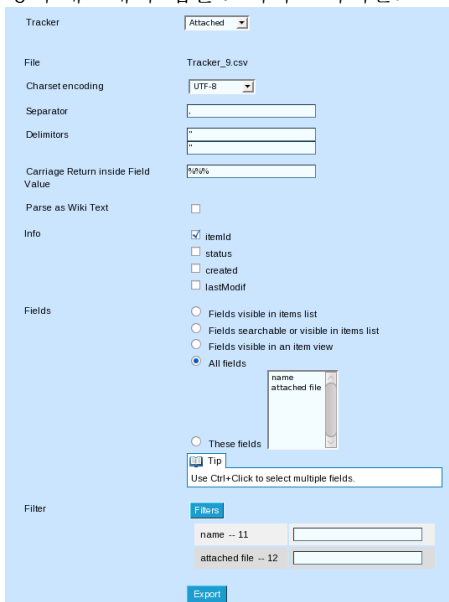 Tracker
Attached
File
Tracker_9.csv
Charset encoding
UTF-8
Separator
,
Delimitors
"
"
Carriage Return inside Field
Value
%%%
Parse as Wiki Text
Info
itemId
status
created
lastModif
Fields
Fields visible in items list
Fields searchable or visible in items list
Fields visible in an item view
All fields
name
attached file
These fields
Tip
Use Ctrl+Click to select multiple fields.
Filter
Filters
name -- 11
attached file -- 12
Export